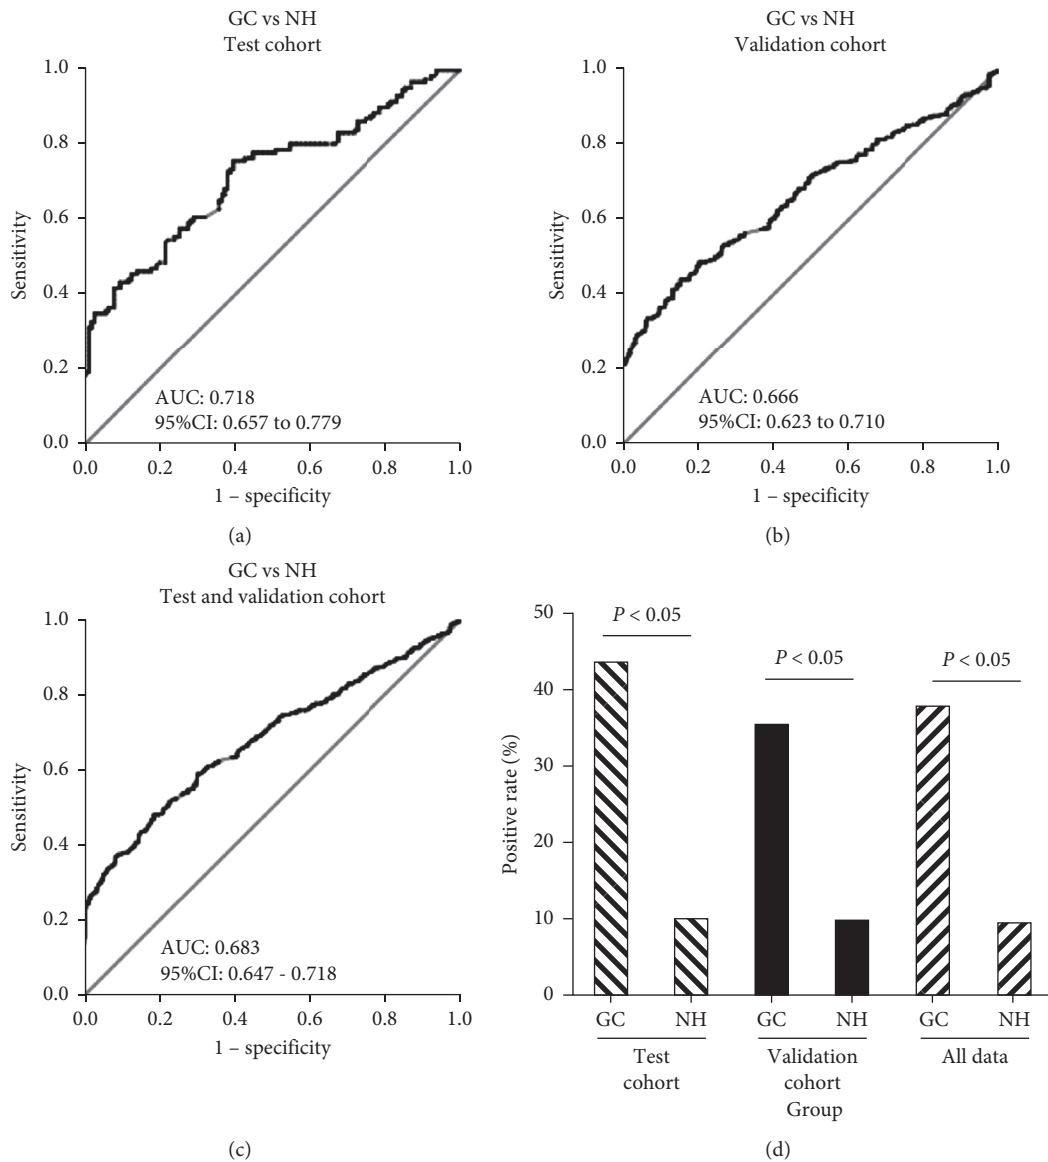 GC vs NH
Test cohort
1.0
0.8
0.6
0.4
0.2
0.0
Sensitivity
AUC: 0.718
95%CI: 0.657 to 0.779
0.0 0.2 0.4 0.6 0.8 1.0
1 – specificity
(a)
GC vs NH
Validation cohort
1.0
0.8
0.6
0.4
0.2
0.0
Sensitivity
AUC: 0.666
95%CI: 0.623 to 0.710
0.0 0.2 0.4 0.6 0.8 1.0
1 – specificity
(b)
GC vs NH
Test and validation cohort
1.0
0.8
0.6
0.4
0.2
0.0
Sensitivity
AUC: 0.683
95%CI: 0.647 - 0.718
0.0 0.2 0.4 0.6 0.8 1.0
1 – specificity
(c)
50
40
30
20
10
0
Positive rate (%)
P < 0.05
P < 0.05
P < 0.05
GC NH GC NH GC NH
Test
cohort
Validation
cohort
All data
Group
(d)